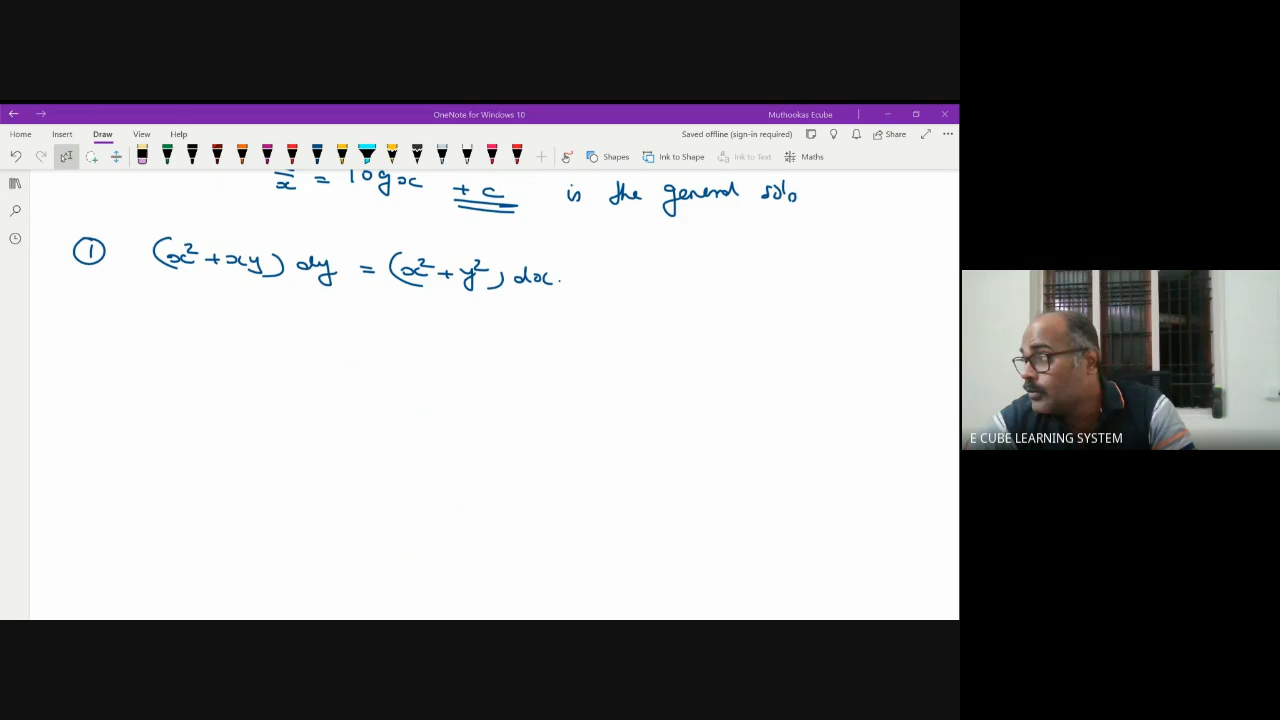 OneNote for Windows 10
Muthookas Ecube
Home Insert Draw View Help
Saved offline (sign-in required)
Share
Shapes
Ink to Shape
Ink to Text
Maths
x = log x + c is the general soln
① (x² + xy) dy = (x² + y²) dx.
E CUBE LEARNING SYSTEM